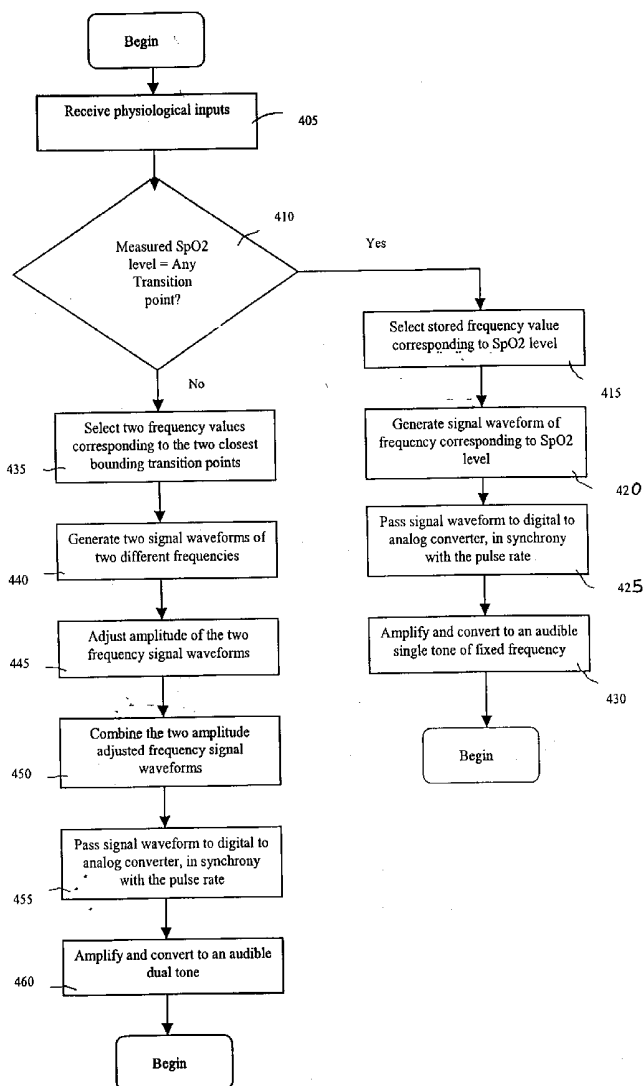 Begin
Receive physiological inputs
405
410
Measured SpO2
level = Any
Transition
point?
Yes
No
Select stored frequency value
corresponding to SpO2 level
415
Generate signal waveform of
frequency corresponding to SpO2
level
420
Pass signal waveform to digital to
analog converter, in synchrony
with the pulse rate
425
Amplify and convert to an audible
single tone of fixed frequency
430
Begin
Select two frequency values
corresponding to the two closest
bounding transition points
435
Generate two signal waveforms of
two different frequencies
440
Adjust amplitude of the two
frequency signal waveforms
445
Combine the two amplitude
adjusted frequency signal
waveforms
450
Pass signal waveform to digital to
analog converter, in synchrony
with the pulse rate
455
Amplify and convert to an audible
dual tone
460
Begin